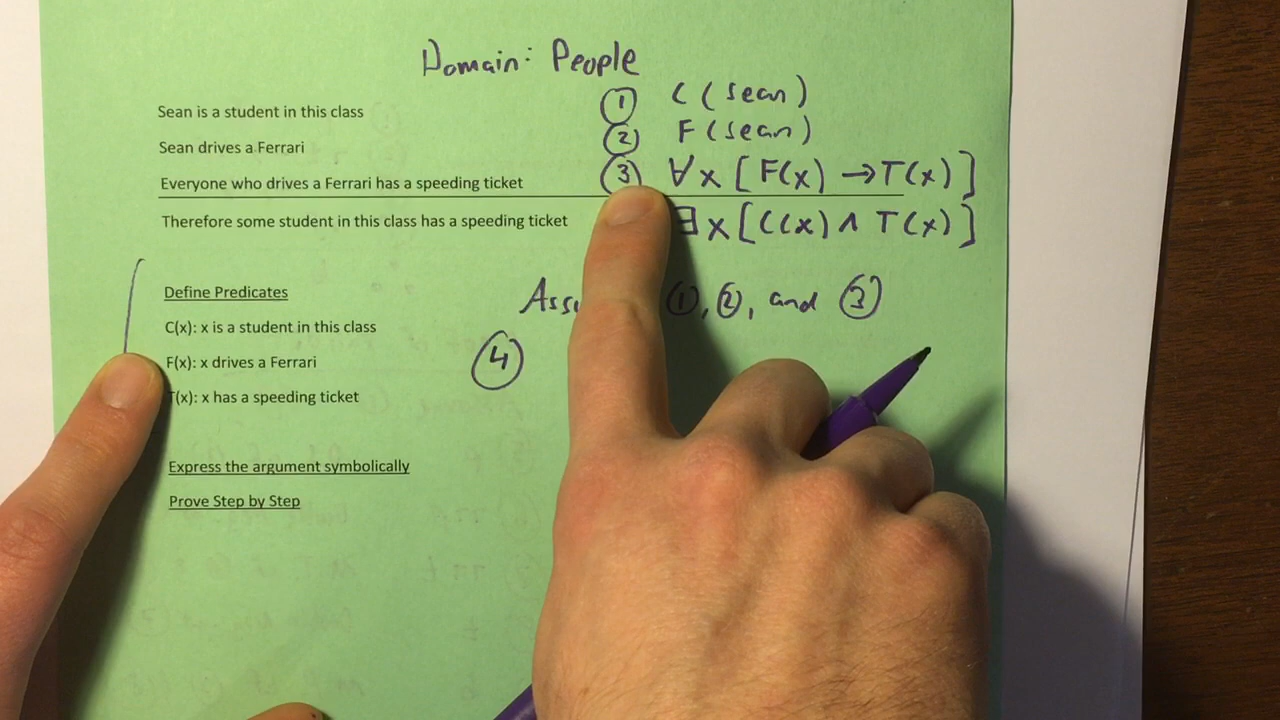 Domain: People
Sean is a student in this class ① C(sean)
Sean drives a Ferrari ② F(sean)
Everyone who drives a Ferrari has a speeding ticket ③ ∀x[F(x) → T(x)]
Therefore some student in this class has a speeding ticket ∃x[C(x) ∧ T(x)]
①, ②, and ③
④
Define Predicates
C(x): x is a student in this class
F(x): x drives a Ferrari
T(x): x has a speeding ticket
Express the argument symbolically
Prove Step by Step